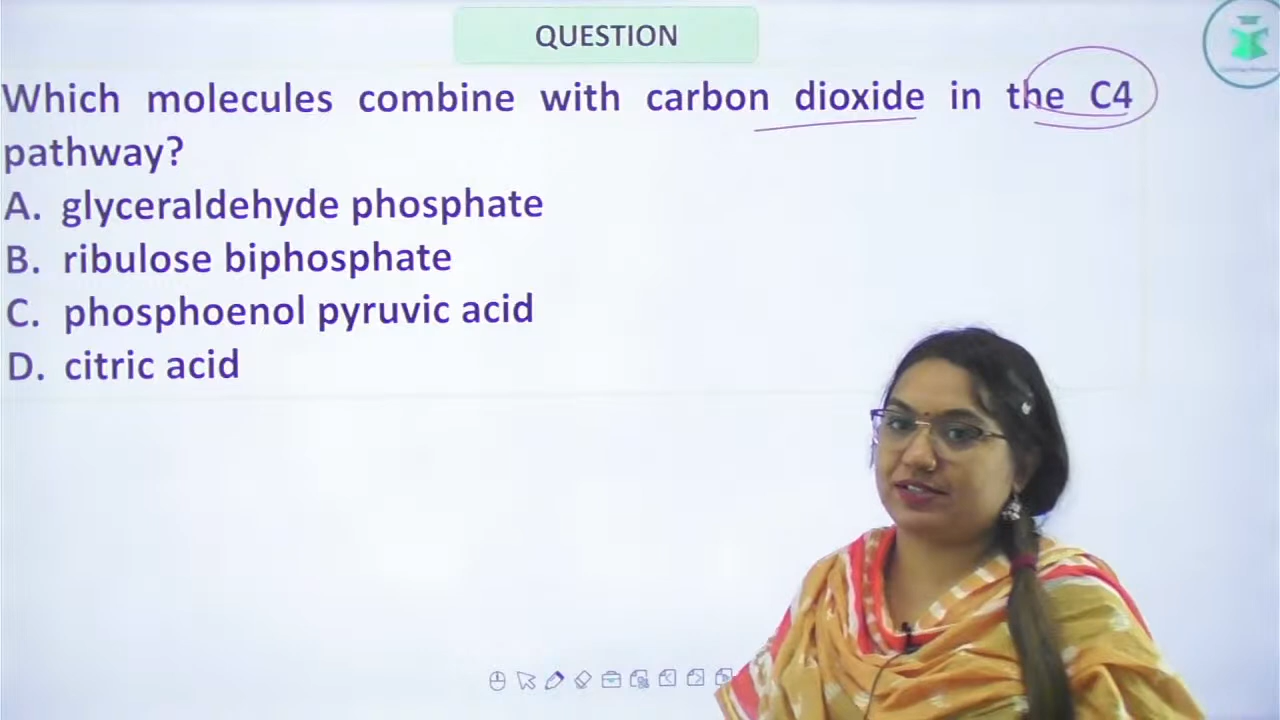 QUESTION
Which molecules combine with carbon dioxide in the C4
pathway?
A. glyceraldehyde phosphate
B. ribulose biphosphate
C. phosphoenol pyruvic acid
D. citric acid